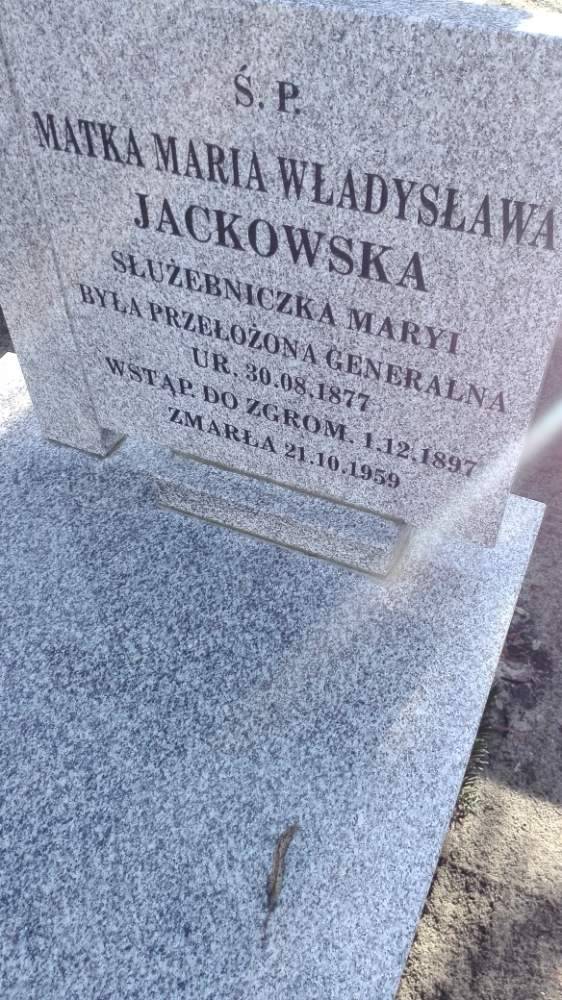 Ś. P.
MATKA MARIA WŁADYSŁAWA
JACKOWSKA
SŁUŻEBNICZKA MARYI
BYŁA PRZEŁOŻONA GENERALNA
UR. 30.08.1877
WSTĄP. DO ZGROM. 1.12.1897
ZMARŁA 21.10.1959